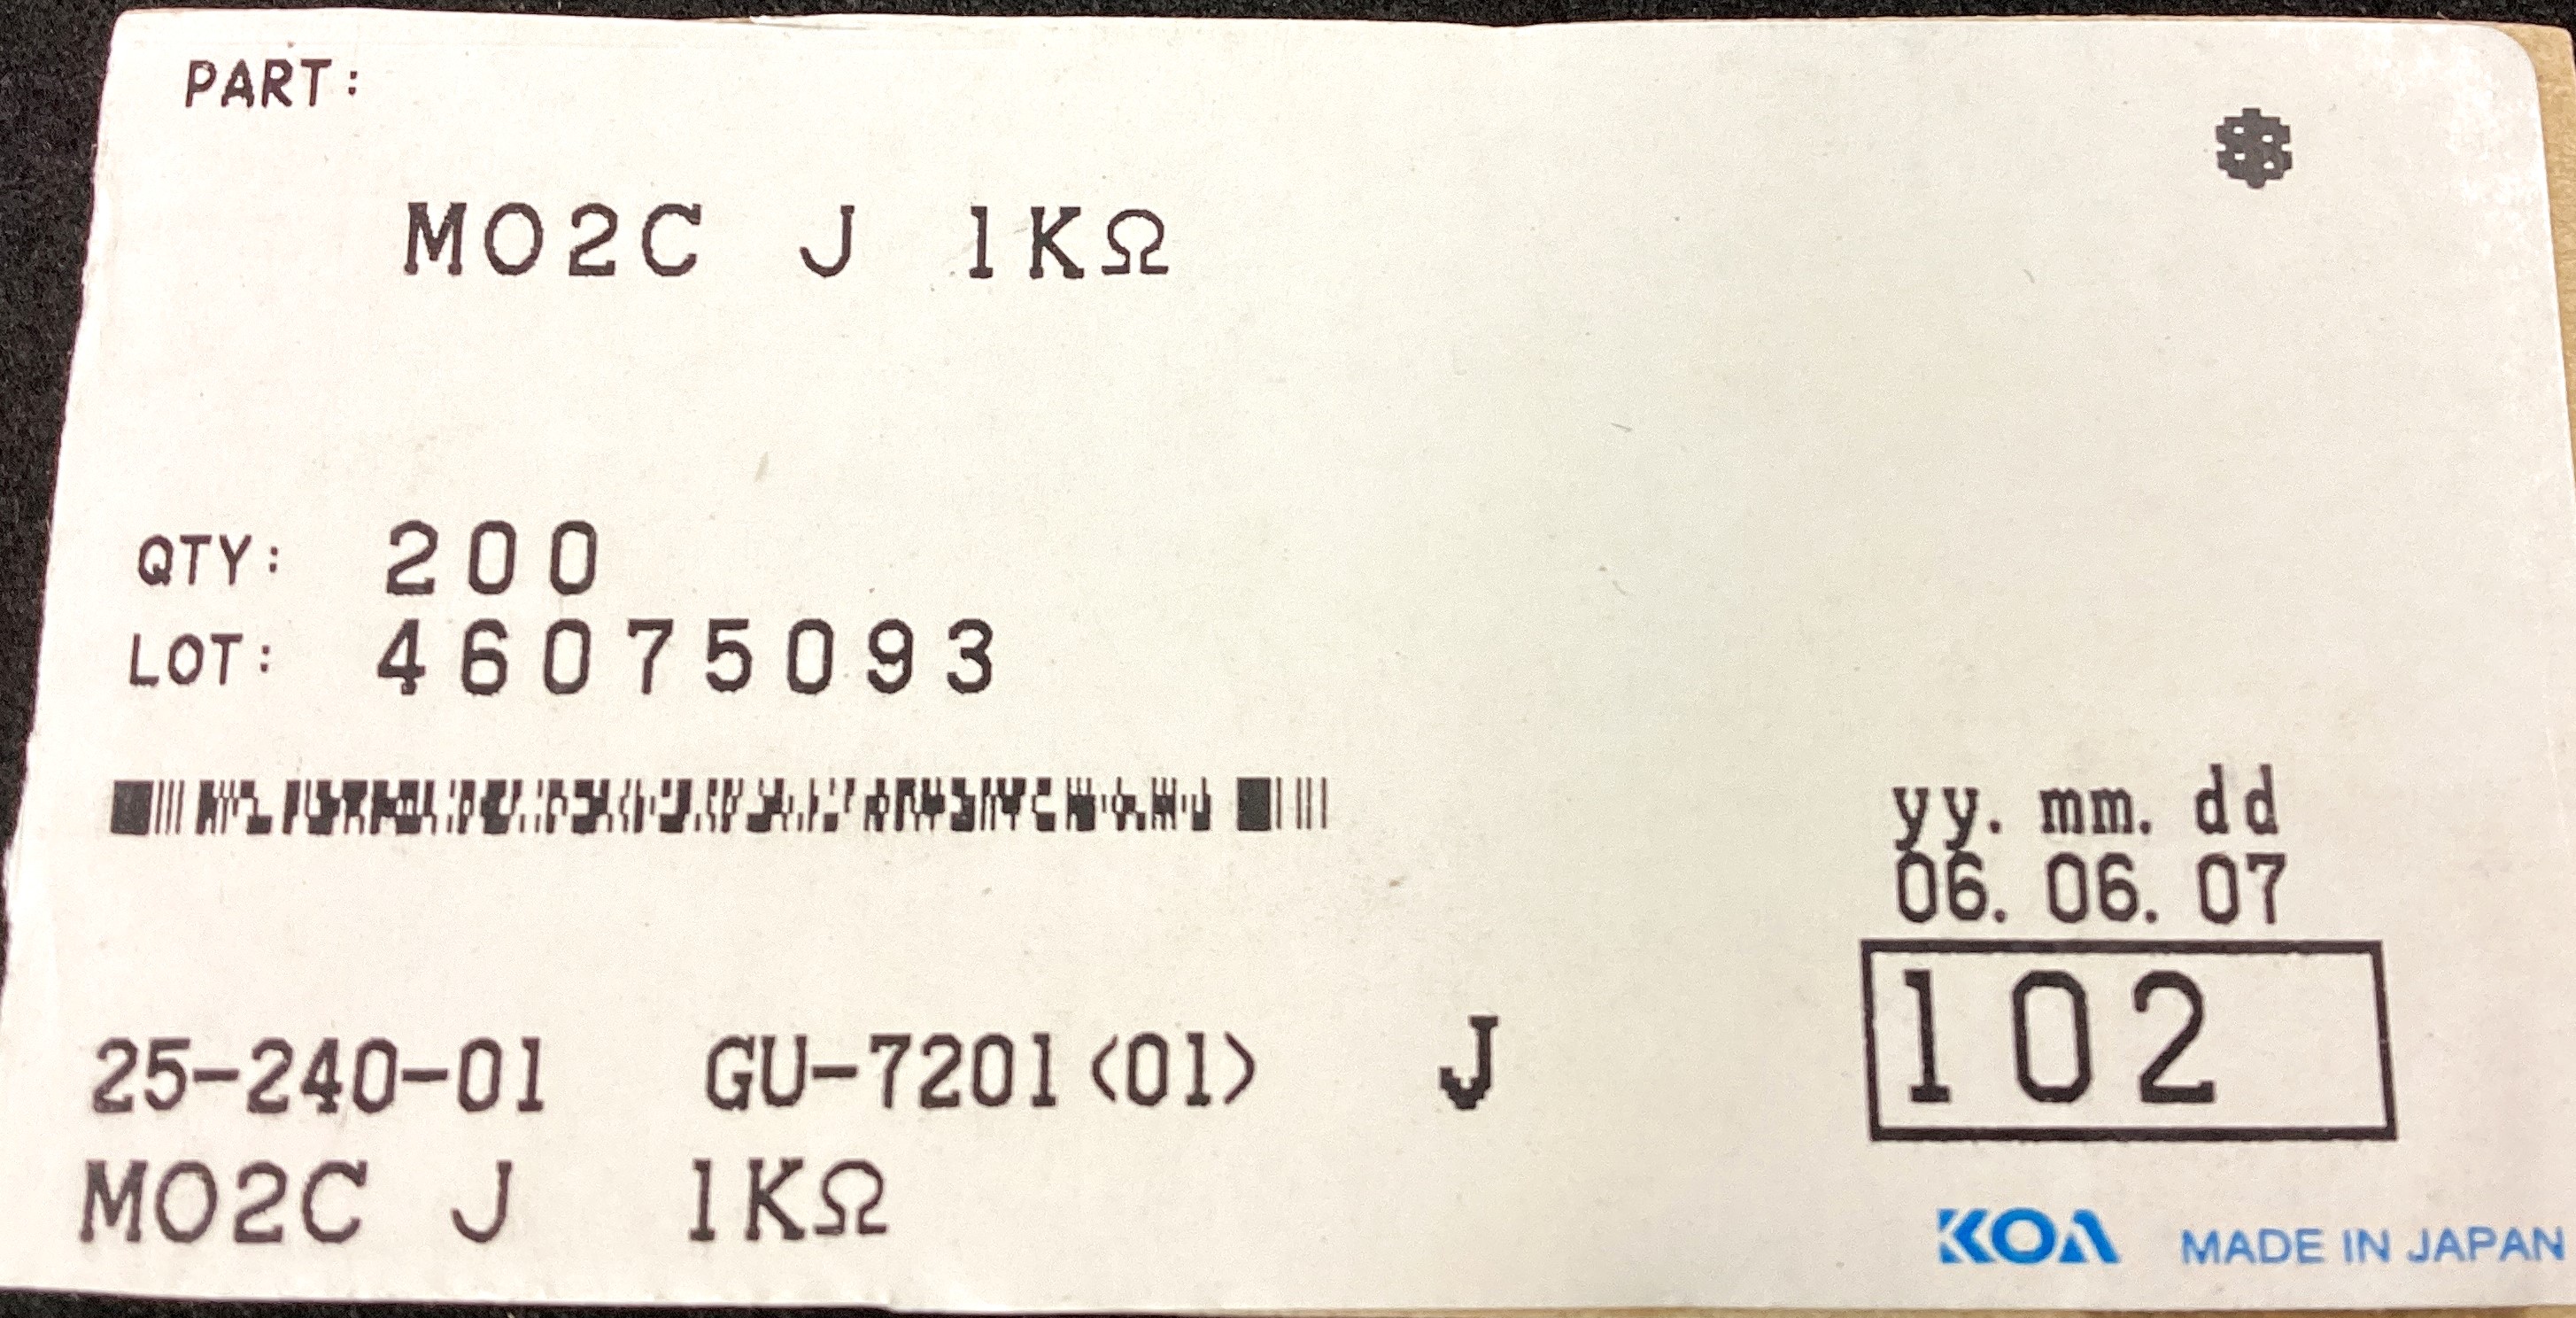 PART:
MO2C J 1KΩ
QTY: 200
LOT: 46075093
yy. mm. dd
06. 06. 07
102
25-240-01 GU-7201<01> J
MO2C J 1KΩ
KOA MADE IN JAPAN